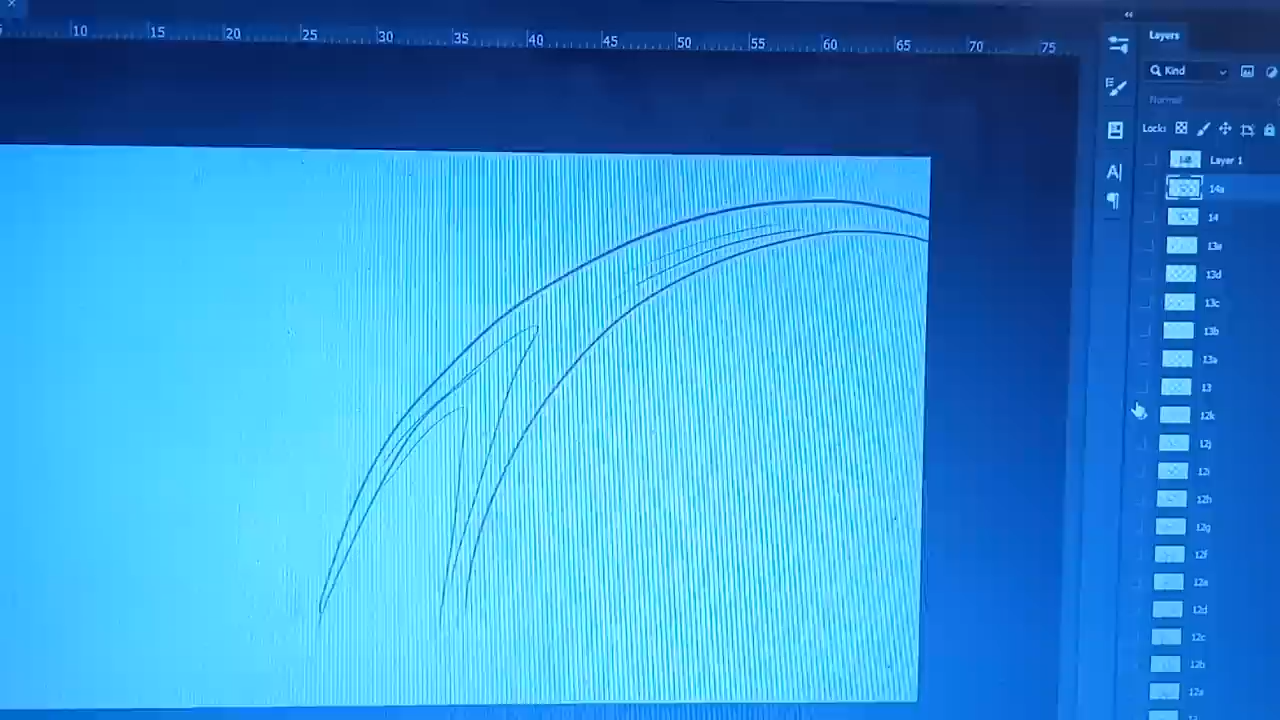 10 15 20 25 30 35 40 45 50 55 60 65 70 75
Layers
Kind
Normal
Lock:
Layer 1
14a
14
13e
13d
13c
13b
13a
13
12k
12j
12i
12h
12g
12f
12e
12d
12c
12b
12a